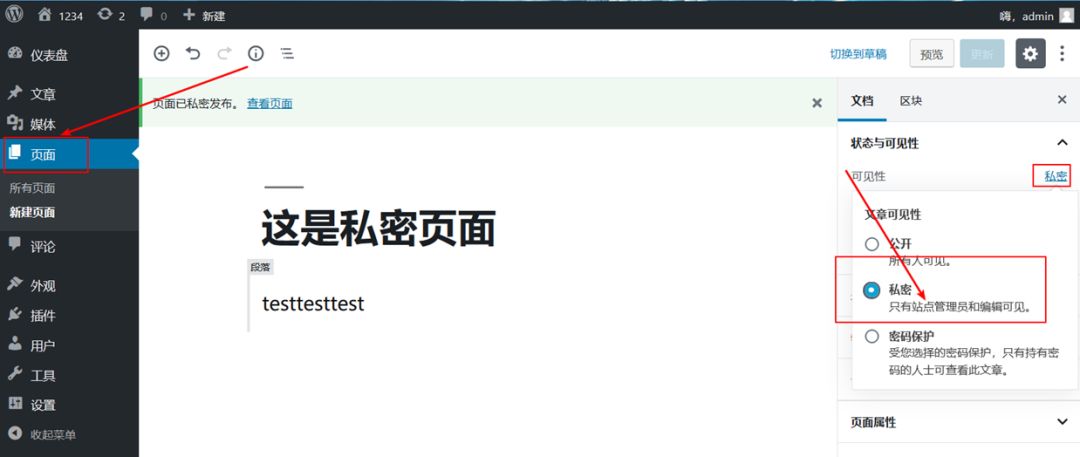 1234
2
0
新建
嗨，admin
仪表盘
文章
媒体
页面
所有页面
新建页面
评论
外观
插件
用户
工具
设置
收起菜单
切换到草稿
预览
更新
页面已私密发布。 查看页面
这是私密页面
段落
testtesttest
文档
区块
状态与可见性
可见性
私密
文章可见性
公开
所有人可见。
私密
只有站点管理员和编辑可见。
密码保护
受您选择的密码保护，只有持有密
码的人士可查看此文章。
页面属性